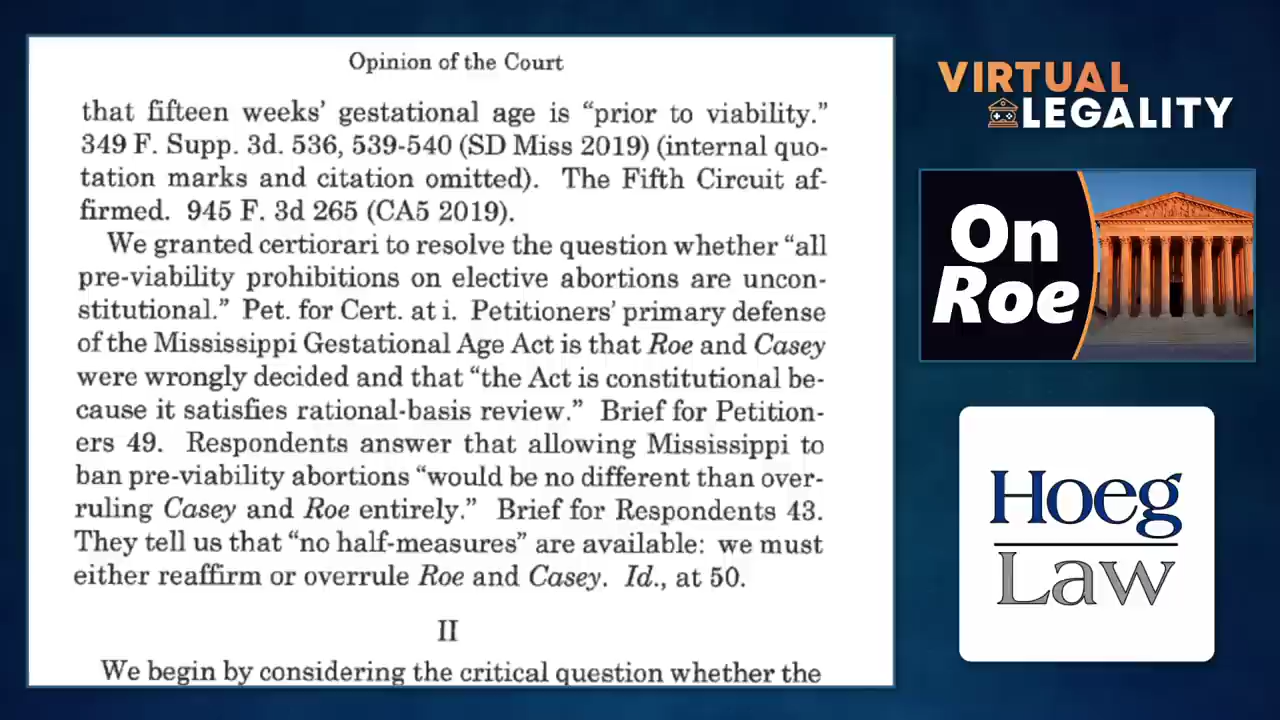 Opinion of the Court
that fifteen weeks’ gestational age is “prior to viability.”
349 F. Supp. 3d. 536, 539-540 (SD Miss 2019) (internal quo-
tation marks and citation omitted).  The Fifth Circuit af-
firmed.  945 F. 3d 265 (CA5 2019).
We granted certiorari to resolve the question whether “all
pre-viability prohibitions on elective abortions are uncon-
stitutional.”  Pet. for Cert. at i.  Petitioners’ primary defense
of the Mississippi Gestational Age Act is that Roe and Casey
were wrongly decided and that “the Act is constitutional be-
cause it satisfies rational-basis review.”  Brief for Petition-
ers 49.  Respondents answer that allowing Mississippi to
ban pre-viability abortions “would be no different than over-
ruling Casey and Roe entirely.”  Brief for Respondents 43.
They tell us that “no half-measures” are available:  we must
either reaffirm or overrule Roe and Casey.  Id., at 50.
II
We begin by considering the critical question whether the
VIRTUAL
LEGALITY
On
Roe
Hoeg
Law